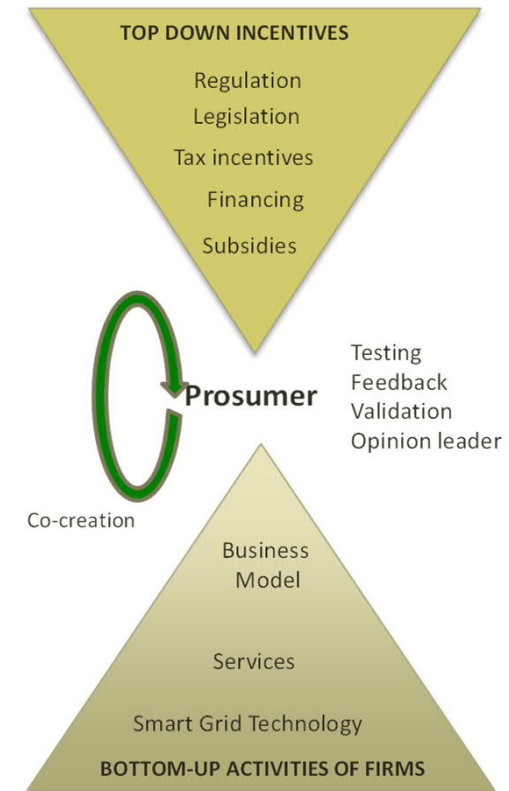 TOP DOWN INCENTIVES
Regulation
Legislation
Tax incentives
Financing
Subsidies
Prosumer
Testing
Feedback
Validation
Opinion leader
Co-creation
Business
Model
Services
Smart Grid Technology
BOTTOM-UP ACTIVITIES OF FIRMS